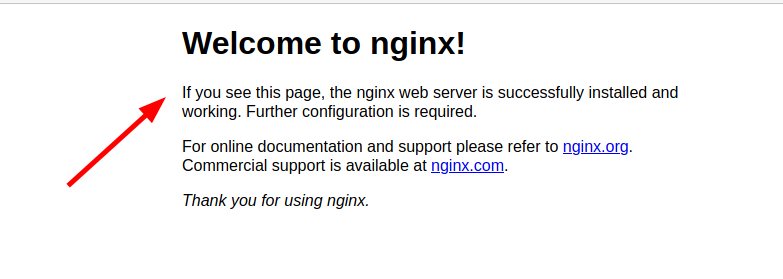 Welcome to nginx!
If you see this page, the nginx web server is successfully installed and
working. Further configuration is required.
For online documentation and support please refer to nginx.org.
Commercial support is available at nginx.com.
Thank you for using nginx.